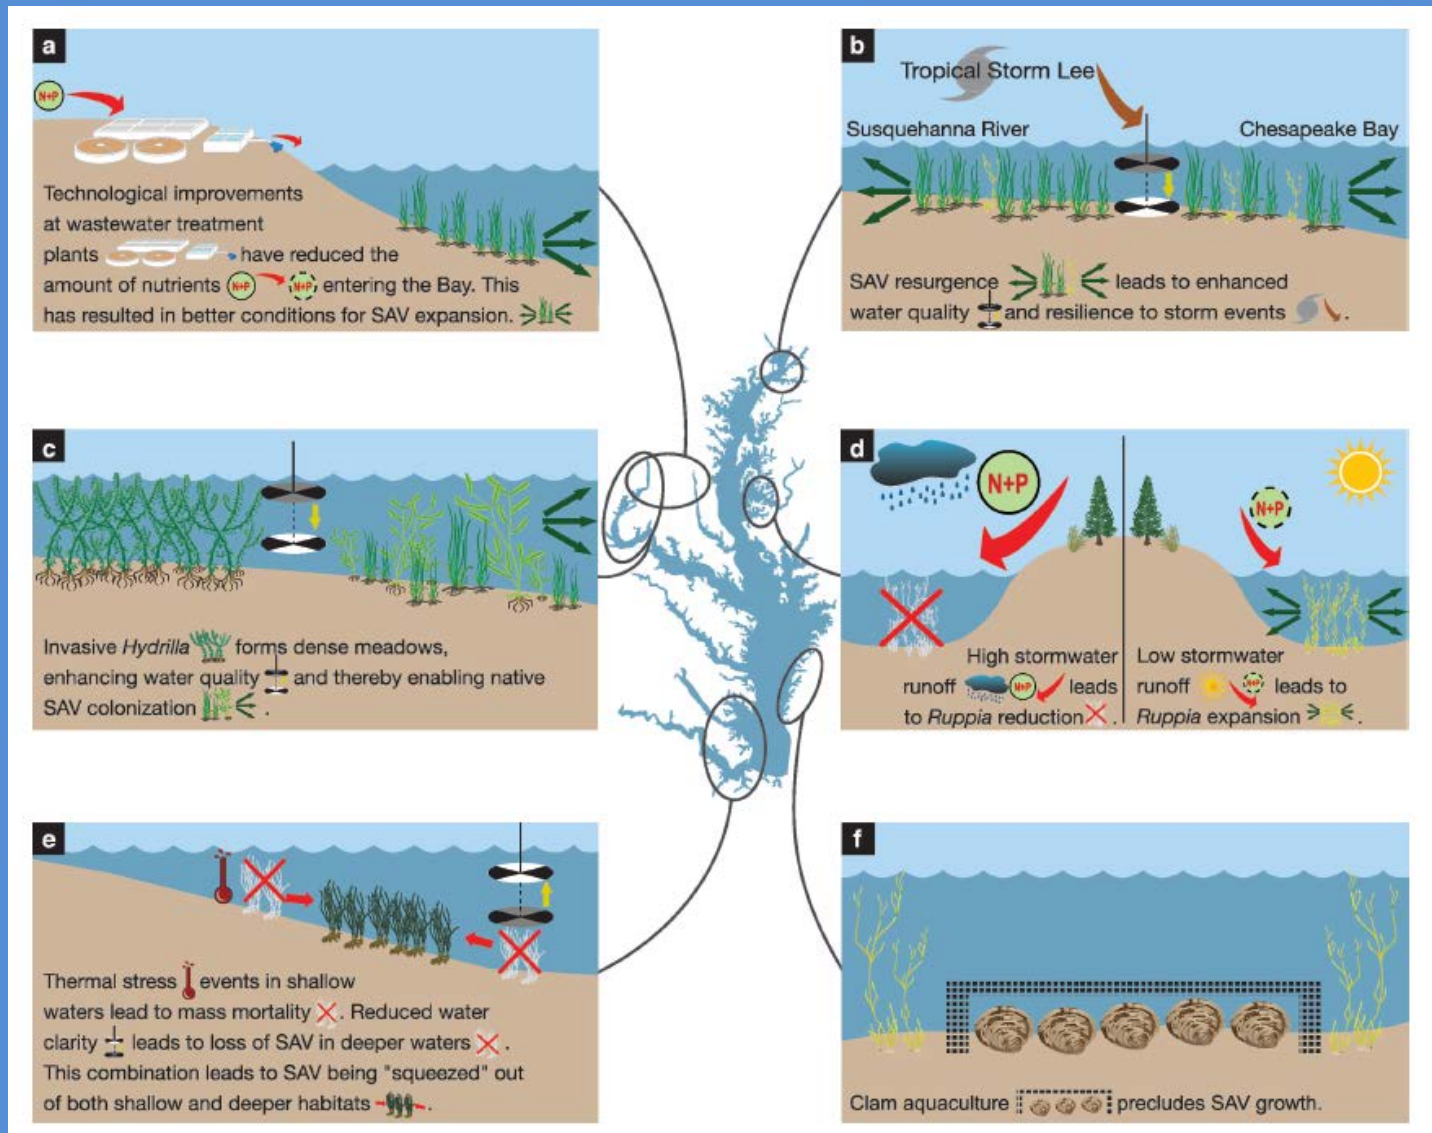 a
N+P
Technological improvements
at wastewater treatment
plants have reduced the
amount of nutrients N+P N+P entering the Bay. This
has resulted in better conditions for SAV expansion.
b
Tropical Storm Lee
Susquehanna River Chesapeake Bay
SAV resurgence leads to enhanced
water quality and resilience to storm events .
c
Invasive Hydrilla forms dense meadows,
enhancing water quality and thereby enabling native
SAV colonization .
d
N+P
N+P
High stormwater
runoff N+P leads
to Ruppia reduction .
Low stormwater
runoff N+P leads to
Ruppia expansion .
e
Thermal stress events in shallow
waters lead to mass mortality . Reduced water
clarity leads to loss of SAV in deeper waters .
This combination leads to SAV being "squeezed" out
of both shallow and deeper habitats .
f
Clam aquaculture precludes SAV growth.